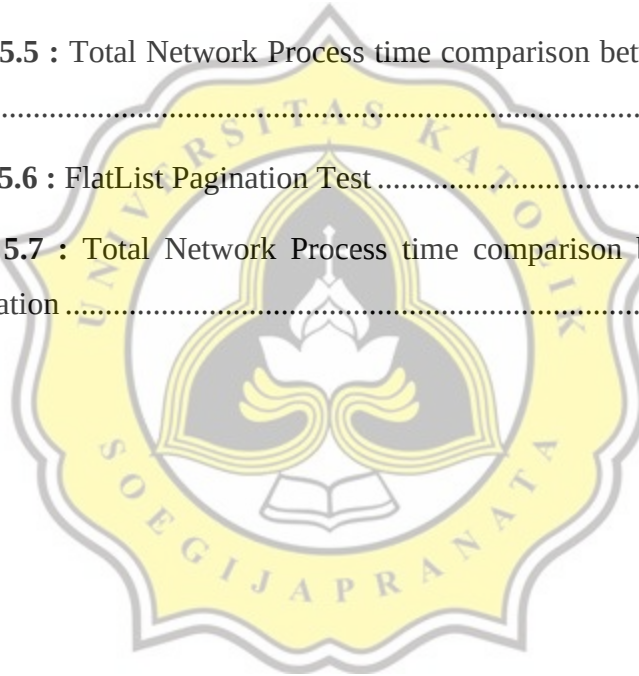 5.5 : Total Network Process time comparison bet
................................................................................
5.6 : FlatList Pagination Test ................................
5.7 : Total Network Process time comparison b
ation ......................................................................
UNIVERSITAS KATOLIK
SOEGIJAPRANATA